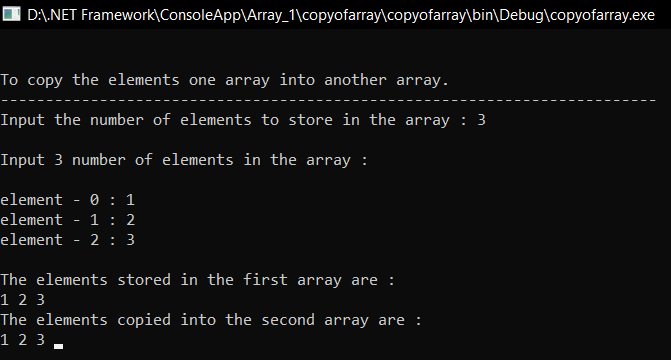 D:\.NET Framework\ConsoleApp\Array_1\copyofarray\copyofarray\bin\Debug\copyofarray.exe
To copy the elements one array into another array.
-------------------------------------------------------------------------
Input the number of elements to store in the array : 3
Input 3 number of elements in the array :
element - 0 : 1
element - 1 : 2
element - 2 : 3
The elements stored in the first array are :
1 2 3
The elements copied into the second array are :
1 2 3